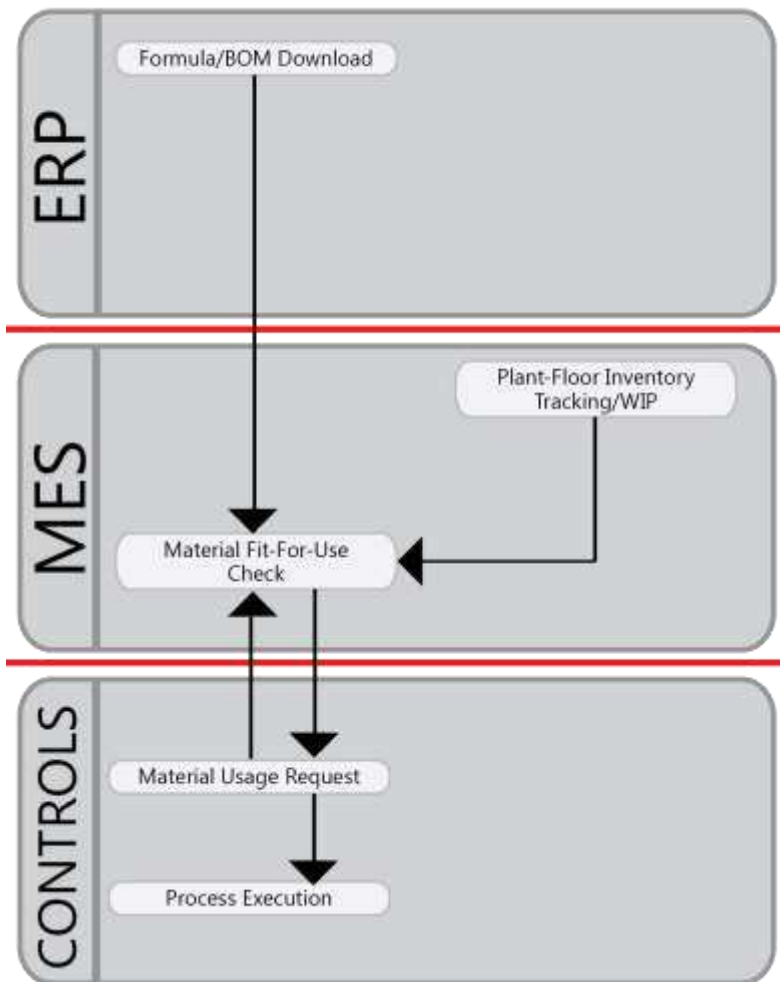 ERP
Formula/BOM Download
MES
Plant-Floor Inventory
Tracking/WIP
Material Fit-For-Use
Check
CONTROLS
Material Usage Request
Process Execution